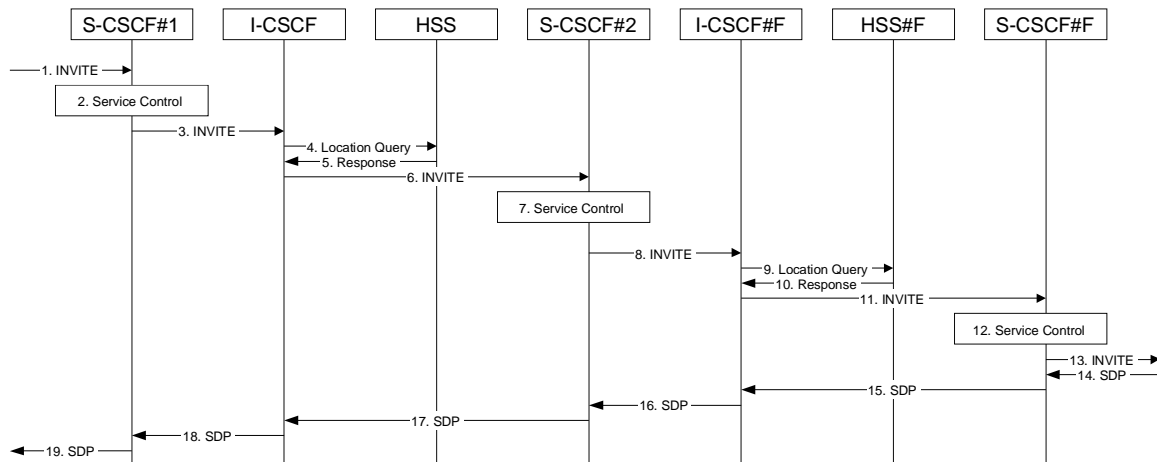 S-CSCF#1
I-CSCF
HSS
S-CSCF#2
I-CSCF#F
HSS#F
S-CSCF#F
1. INVITE
2. Service Control
3. INVITE
4. Location Query
5. Response
6. INVITE
7. Service Control
8. INVITE
9. Location Query
10. Response
11. INVITE
12. Service Control
13. INVITE
14. SDP
15. SDP
16. SDP
17. SDP
18. SDP
19. SDP